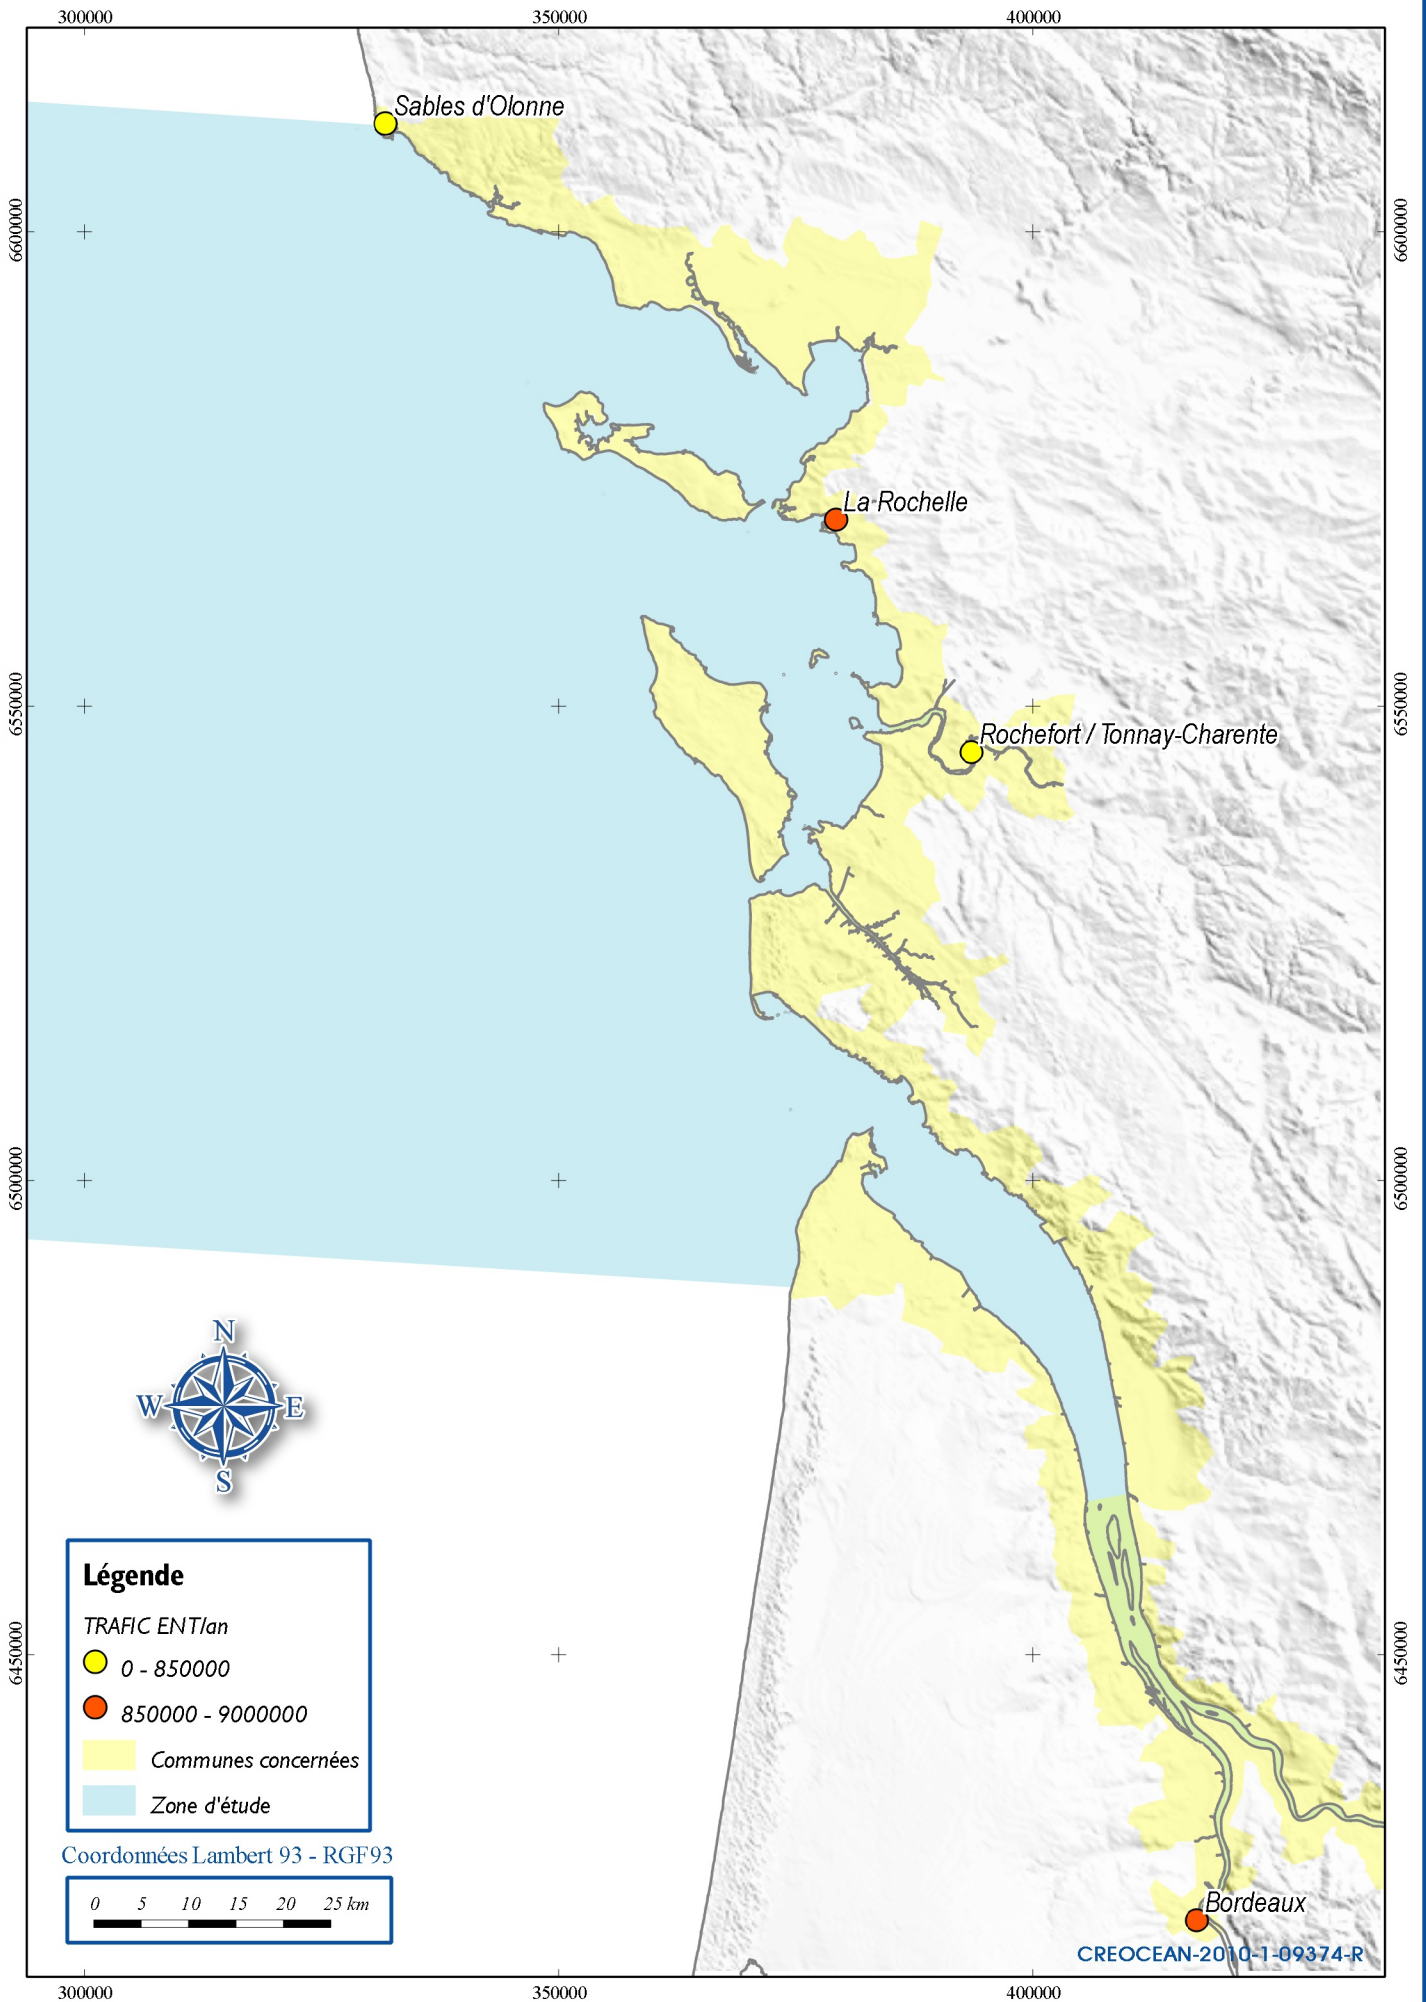 300000
350000
400000
Sables d'Olonne
6600000
6600000
La Rochelle
6550000
6550000
Rochefort / Tonnay-Charente
6500000
6500000
N
W
E
S
Légende
TRAFIC ENT/an
0 - 850000
850000 - 9000000
Communes concernées
Zone d'étude
6450000
6450000
Coordonnées Lambert 93 - RGF93
0 5 10 15 20 25 km
Bordeaux
CREOCEAN-2010-1-09374-R
300000
350000
400000